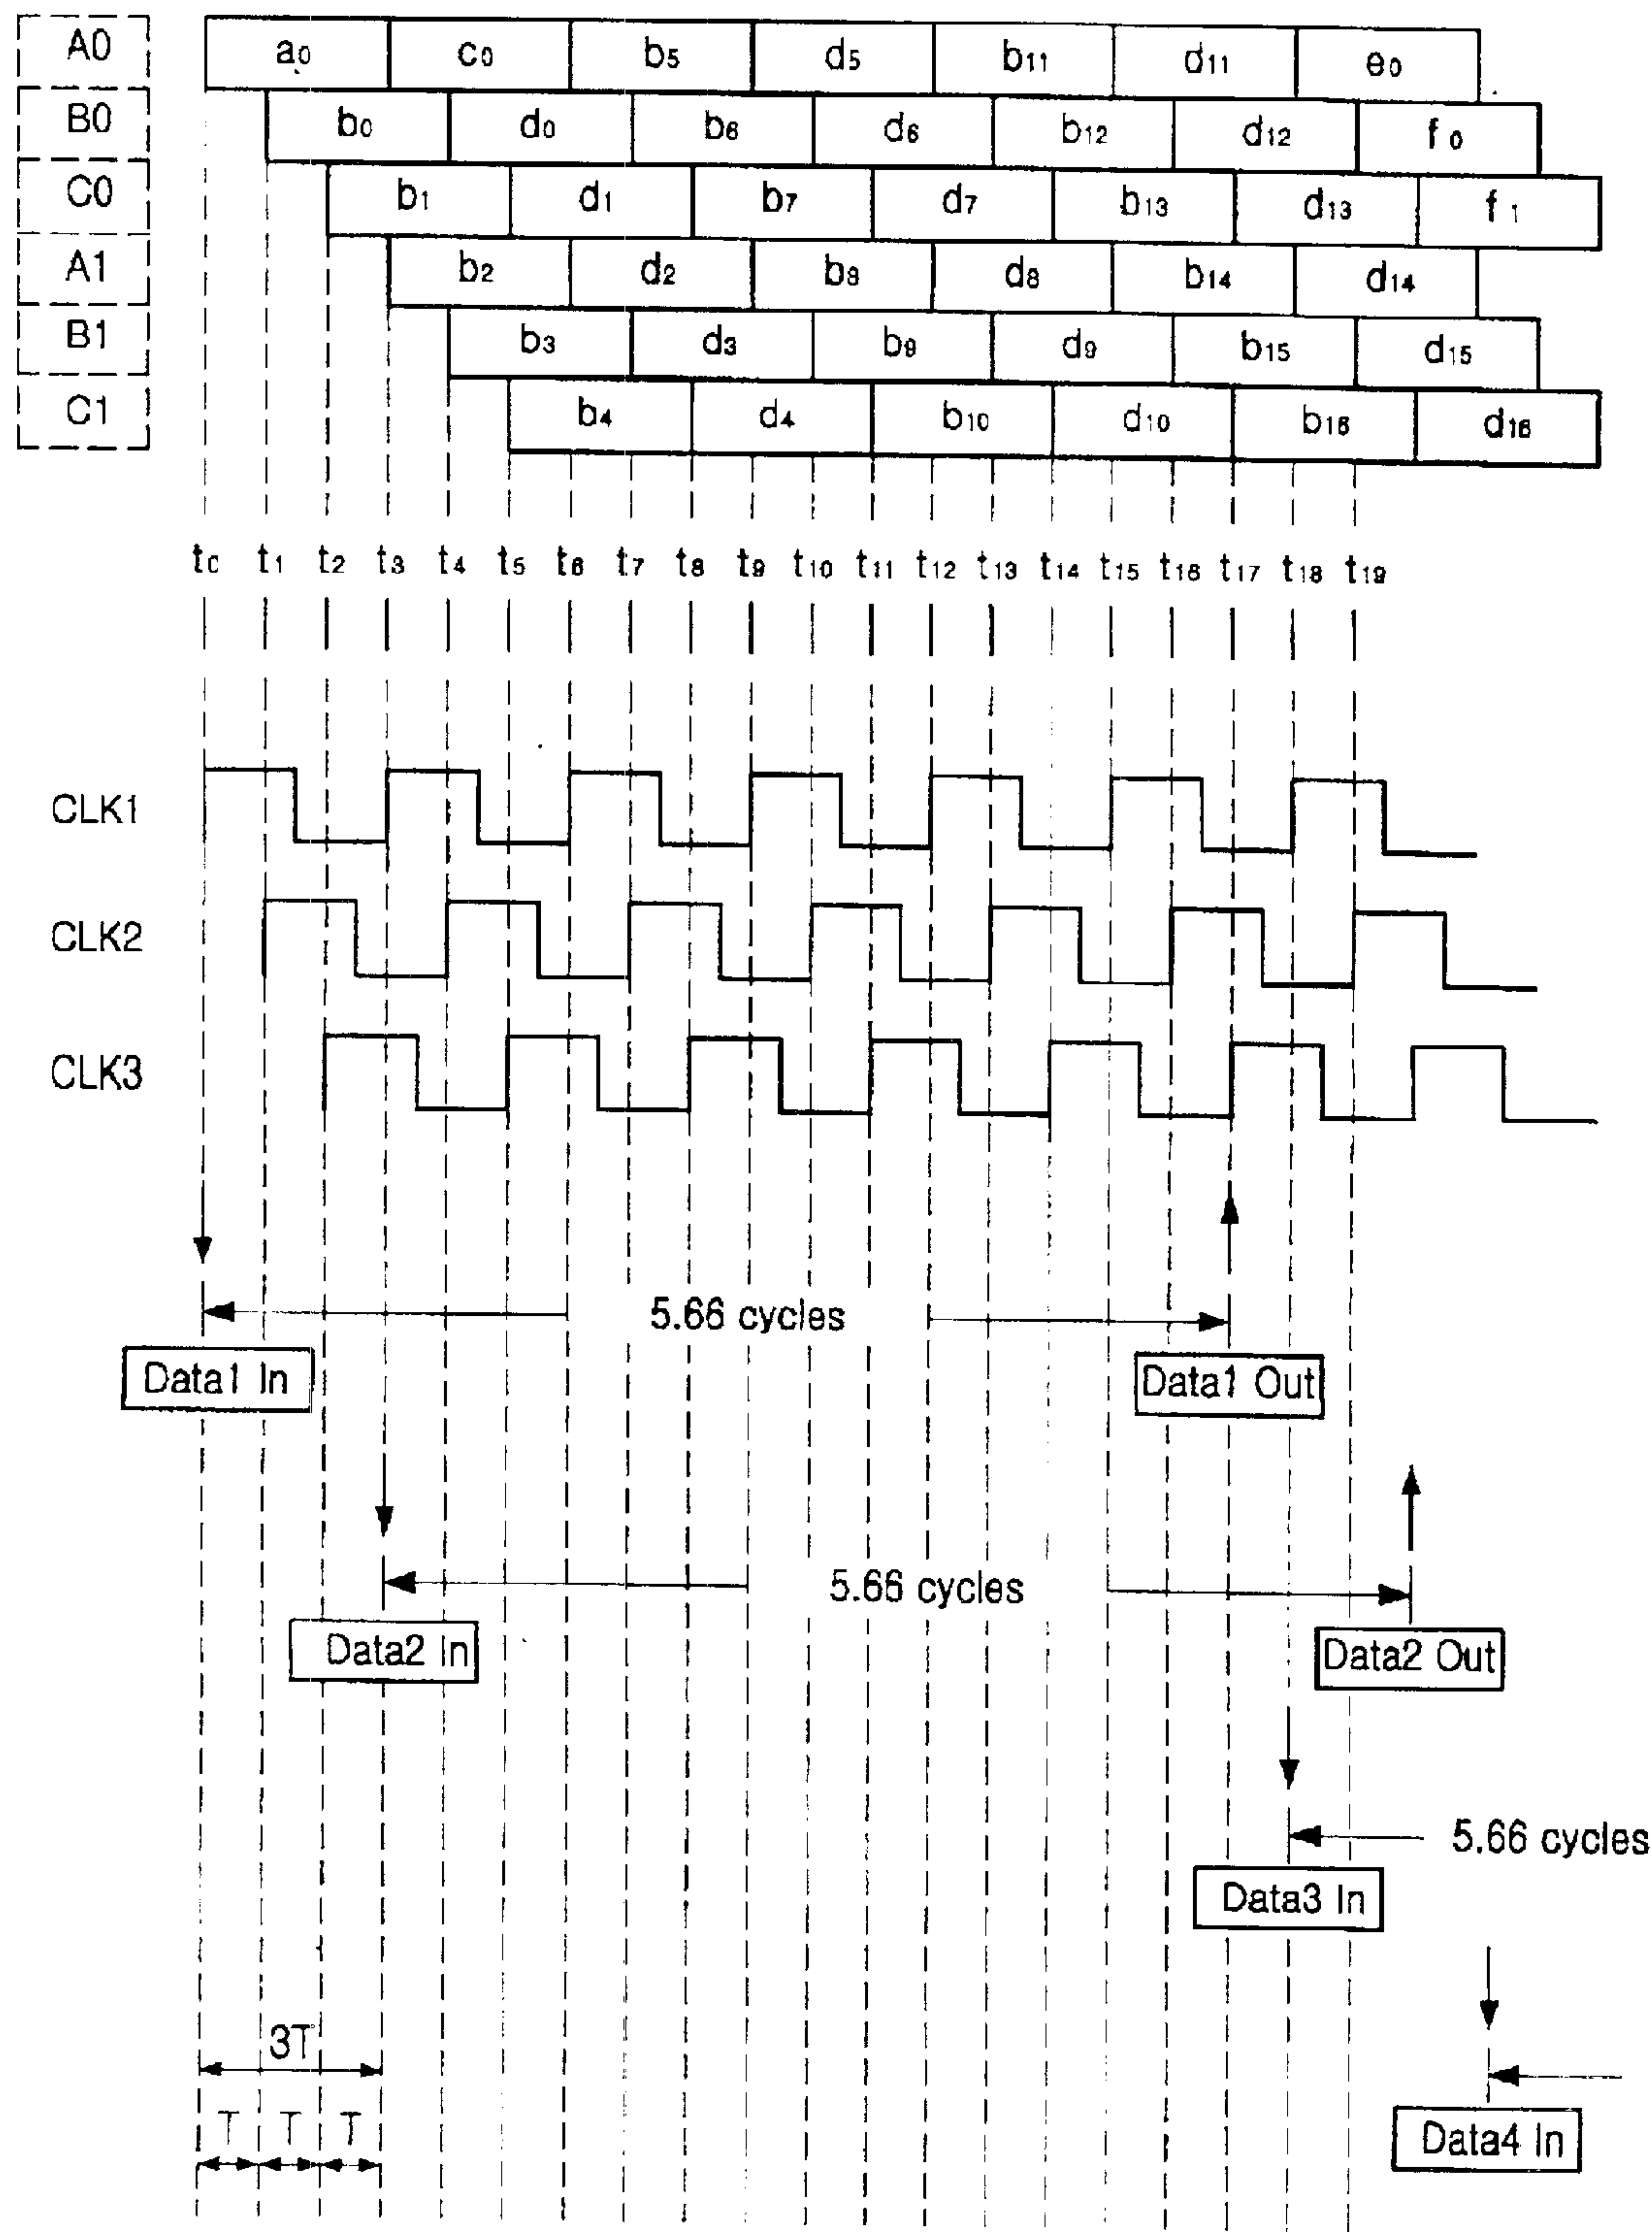 A0 a0 c0 b5 d5 b11 d11 e0
B0 b0 d0 b6 d6 b12 d12 f0
C0 b1 d1 b7 d7 b13 d13 f1
A1 b2 d2 b8 d8 b14 d14
B1 b3 d3 b9 d9 b15 d15
C1 b4 d4 b10 d10 b16 d16
t0 t1 t2 t3 t4 t5 t6 t7 t8 t9 t10 t11 t12 t13 t14 t15 t16 t17 t18 t19
CLK1
CLK2
CLK3
5.66 cycles
Data1 In Data1 Out
5.66 cycles
Data2 In Data2 Out
5.66 cycles
Data3 In
3T
T T T
Data4 In